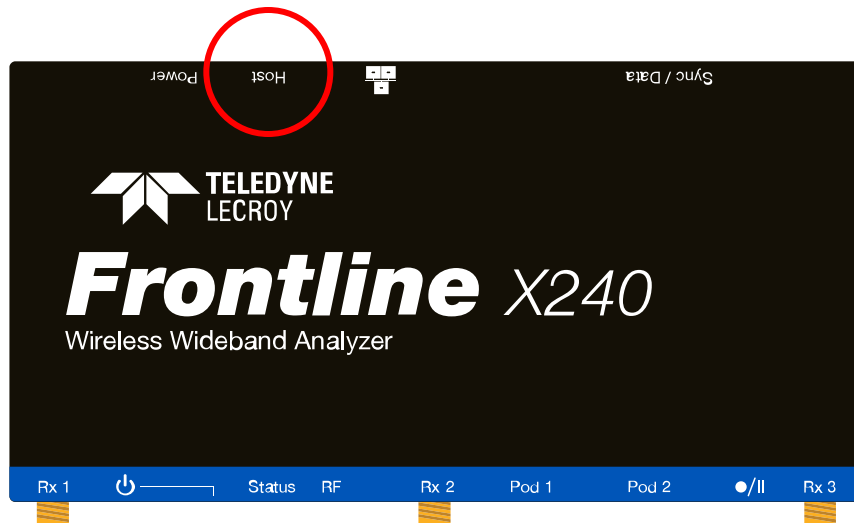 Power Host Sync / Data
TELEDYNE
LECROY
Frontline X240
Wireless Wideband Analyzer
Rx 1 Status RF Rx 2 Pod 1 Pod 2 ●/II Rx 3